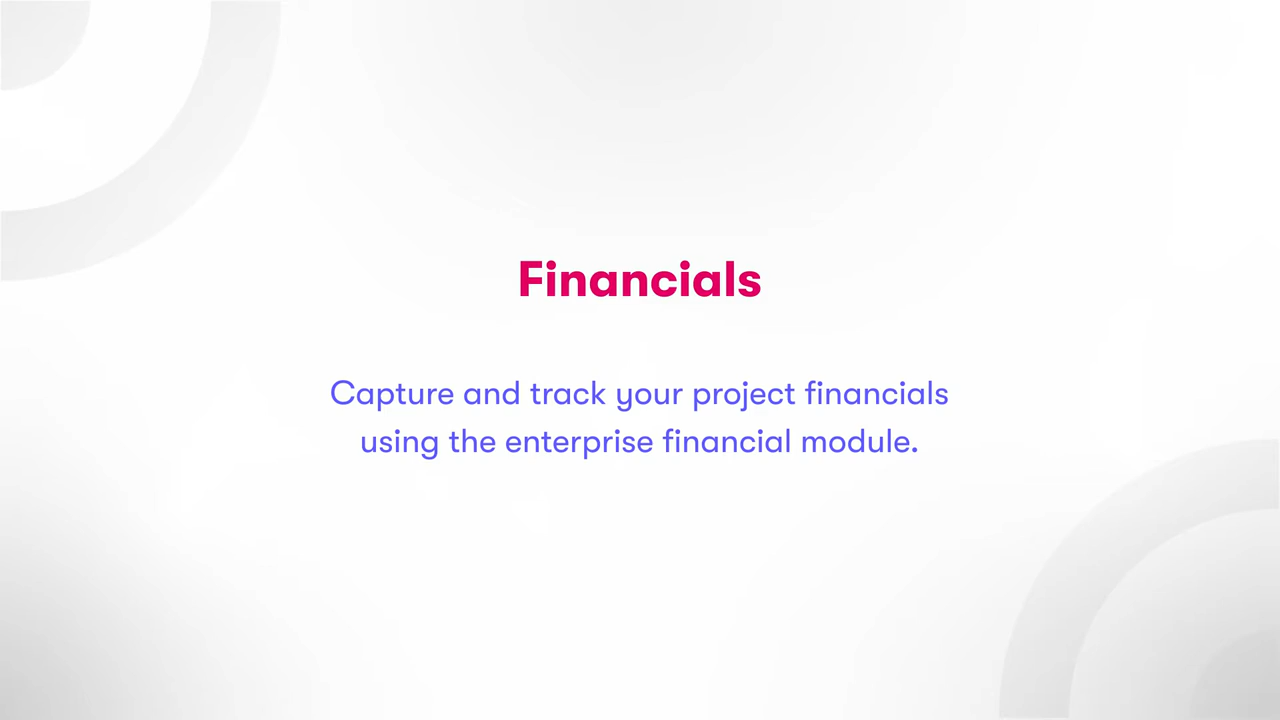 Financials
Capture and track your project financials
using the enterprise financial module.